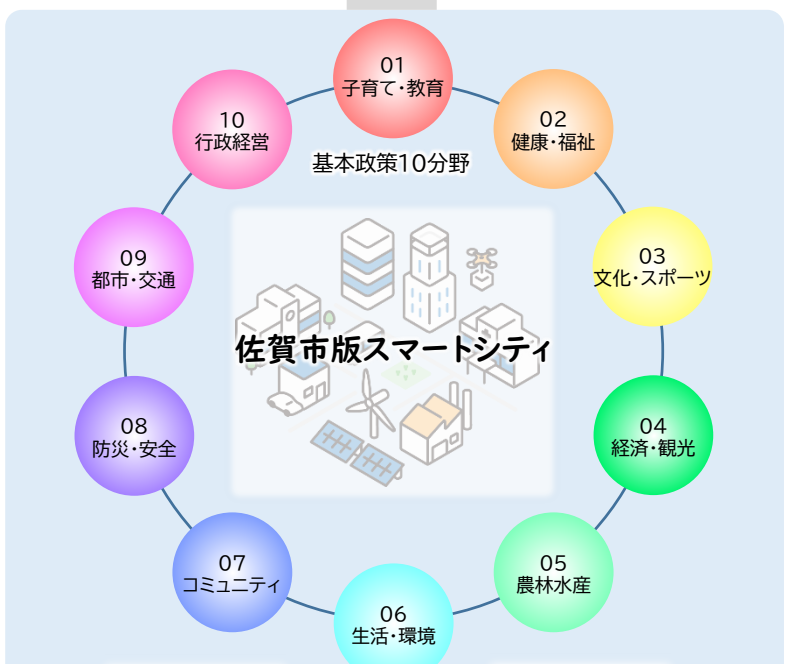 01
子育て・教育
10
行政経営
02
健康・福祉
基本政策10分野
09
都市・交通
03
文化・スポーツ
佐賀市版スマートシティ
08
防災・安全
04
経済・観光
07
コミュニティ
05
農林水産
06
生活・環境